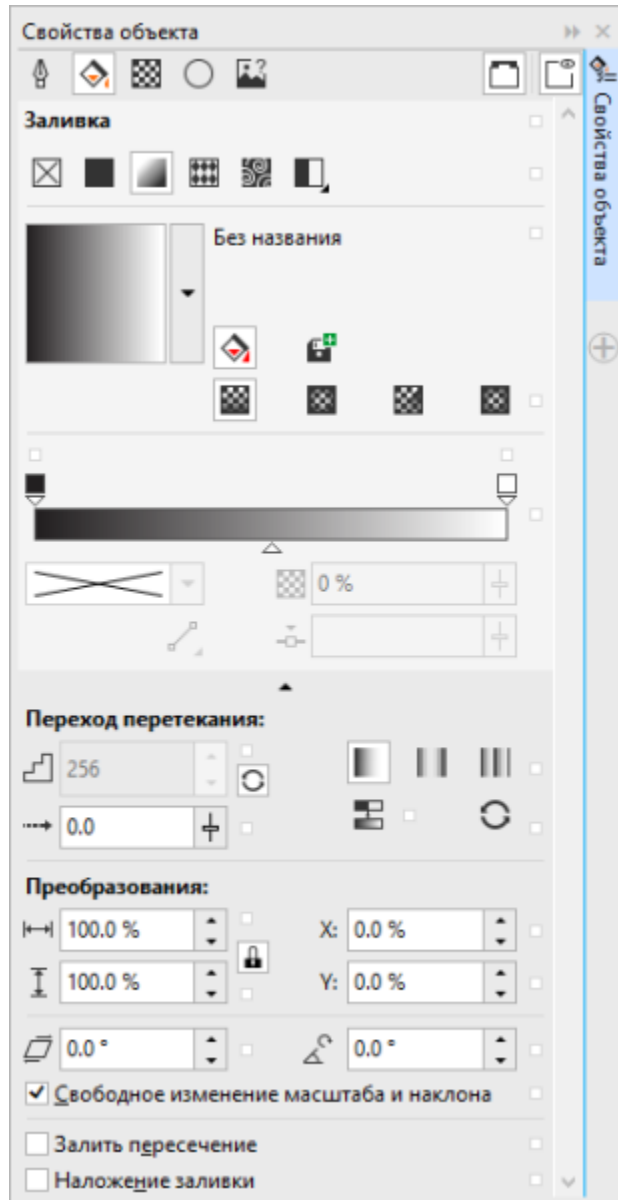 Свойства объекта
Свойства объекта
Заливка
Без названия
0 %
Переход перетекания:
256
0.0
Преобразования:
100.0 % X: 0.0 %
100.0 % Y: 0.0 %
0.0 ° 0.0 °
Свободное изменение масштаба и наклона
Залить пересечение
Наложение заливки